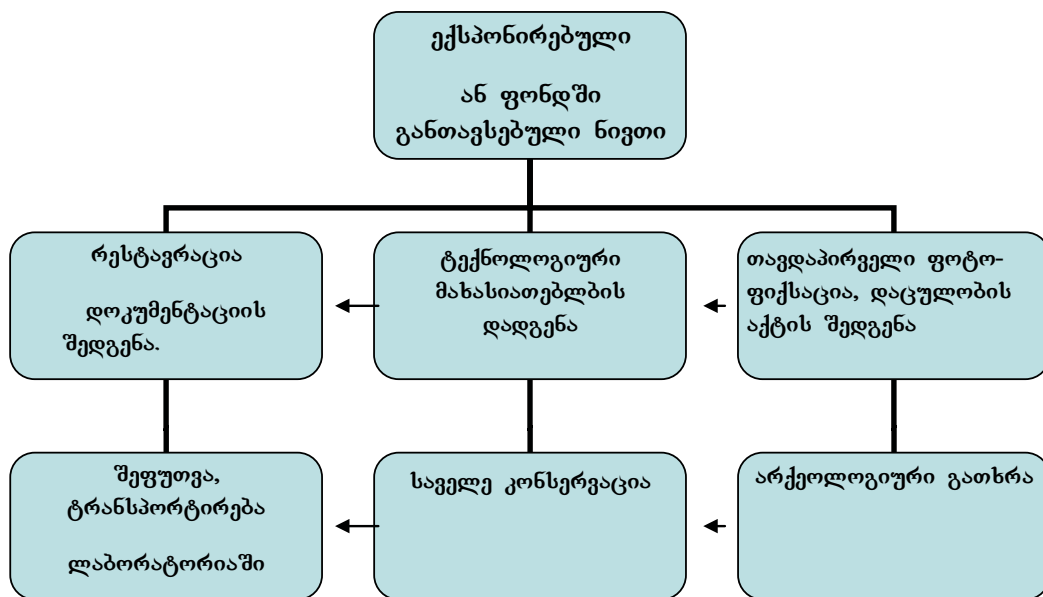 ექსპონირებული
ან ფონდში
განთავსებული ნივთი
რესტავრაცია
დოკუმენტაციის
შედგენა.
ტექნოლოგიური
მახასიათებლბის
დადგენა
თავდაპირველი ფოტო-
ფიქსაცია, დაცულობის
აქტის შედგენა
შეფუთვა,
ტრანსპორტირება
ლაბორატორიაში
საველე კონსერვაცია
არქეოლოგიური გათხრა